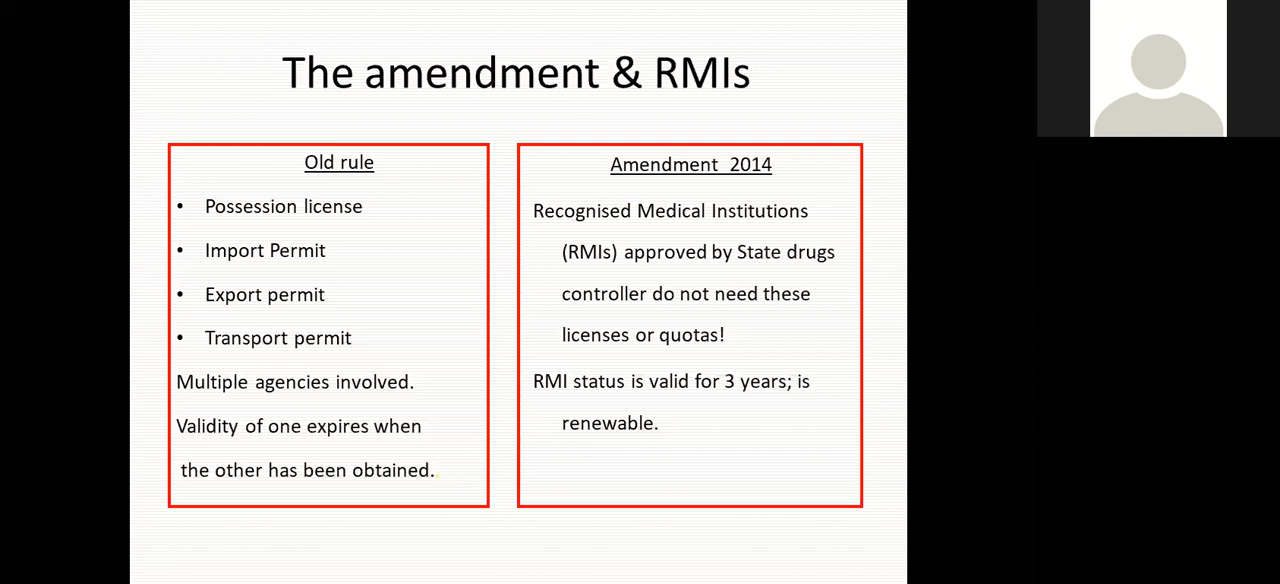 The amendment & RMIs
Old rule
• Possession license
• Import Permit
• Export permit
• Transport permit
Multiple agencies involved.
Validity of one expires when
the other has been obtained.
Amendment 2014
Recognised Medical Institutions
(RMIs) approved by State drugs
controller do not need these
licenses or quotas!
RMI status is valid for 3 years; is
renewable.